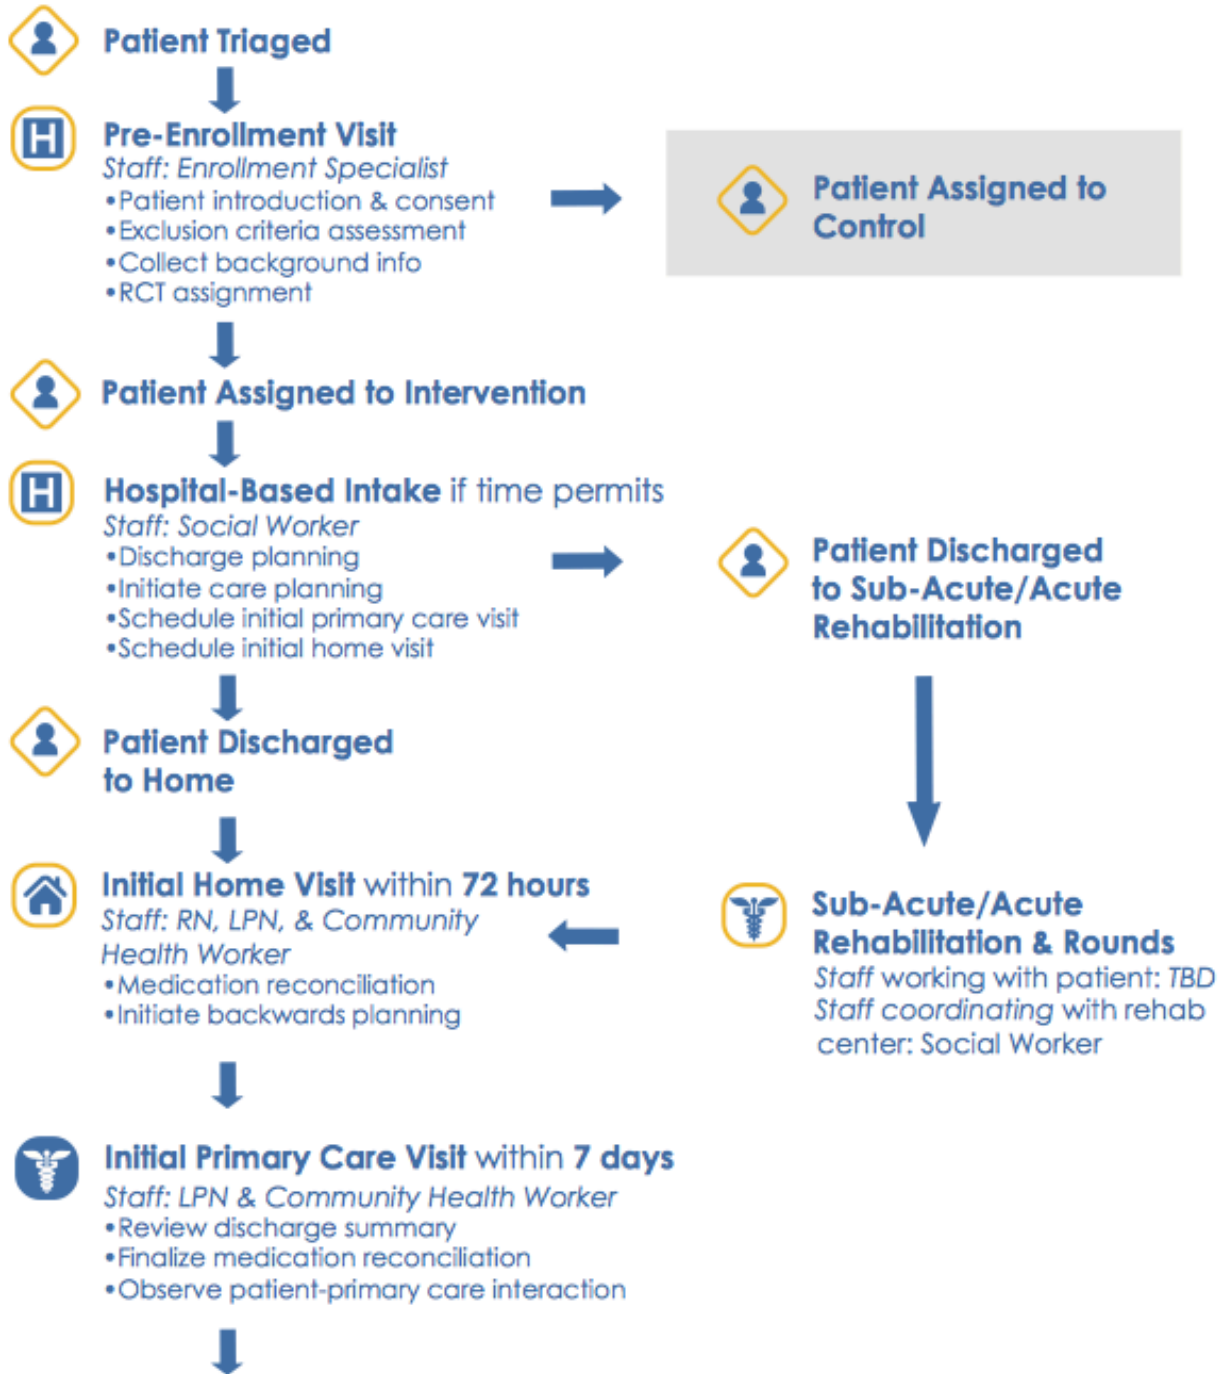 Patient Triaged
H
Pre-Enrollment Visit
Staff: Enrollment Specialist
•Patient introduction & consent
•Exclusion criteria assessment
•Collect background info
•RCT assignment
Patient Assigned to
Control
Patient Assigned to Intervention
H
Hospital-Based Intake if time permits
Staff: Social Worker
•Discharge planning
•Initiate care planning
•Schedule initial primary care visit
•Schedule initial home visit
Patient Discharged
to Sub-Acute/Acute
Rehabilitation
Patient Discharged
to Home
Initial Home Visit within 72 hours
Staff: RN, LPN, & Community
Health Worker
•Medication reconciliation
•Initiate backwards planning
Sub-Acute/Acute
Rehabilitation & Rounds
Staff working with patient: TBD
Staff coordinating with rehab
center: Social Worker
Initial Primary Care Visit within 7 days
Staff: LPN & Community Health Worker
•Review discharge summary
•Finalize medication reconciliation
•Observe patient-primary care interaction